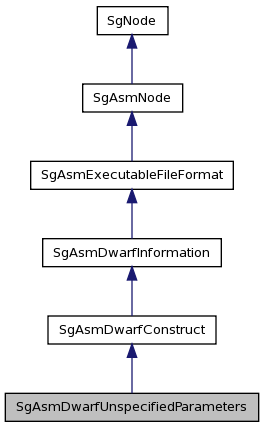 SgNode
SgAsmNode
SgAsmExecutableFileFormat
SgAsmDwarfInformation
SgAsmDwarfConstruct
SgAsmDwarfUnspecifiedParameters